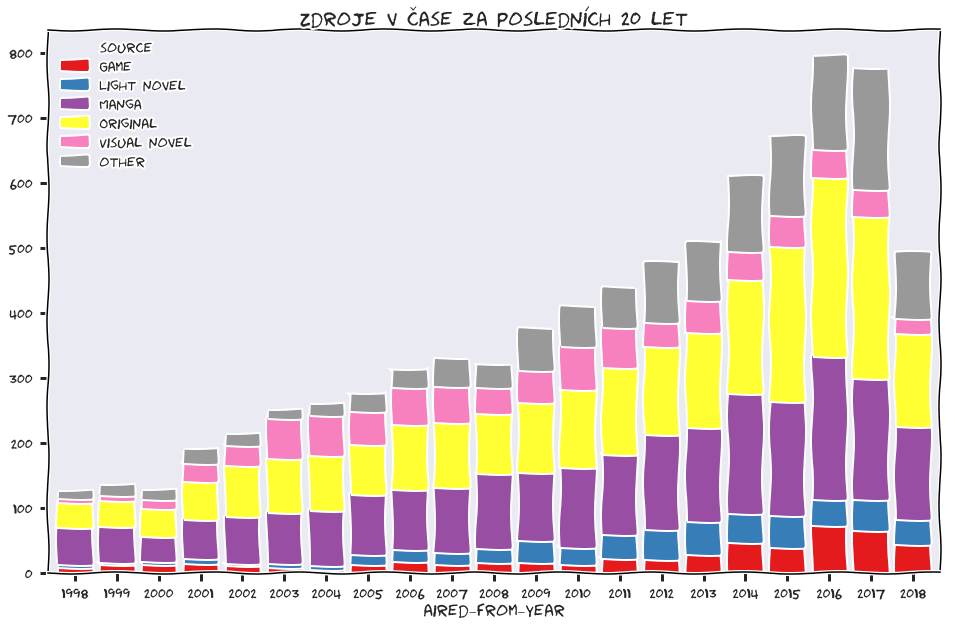 ZDROJE V ČASE ZA POSLEDNÍCH 20 LET
SOURCE
GAME
LIGHT NOVEL
MANGA
ORIGINAL
VISUAL NOVEL
OTHER
800
700
600
500
400
300
200
100
0
1998 1999 2000 2001 2002 2003 2004 2005 2006 2007 2008 2009 2010 2011 2012 2013 2014 2015 2016 2017 2018
AIRED-FROM-YEAR